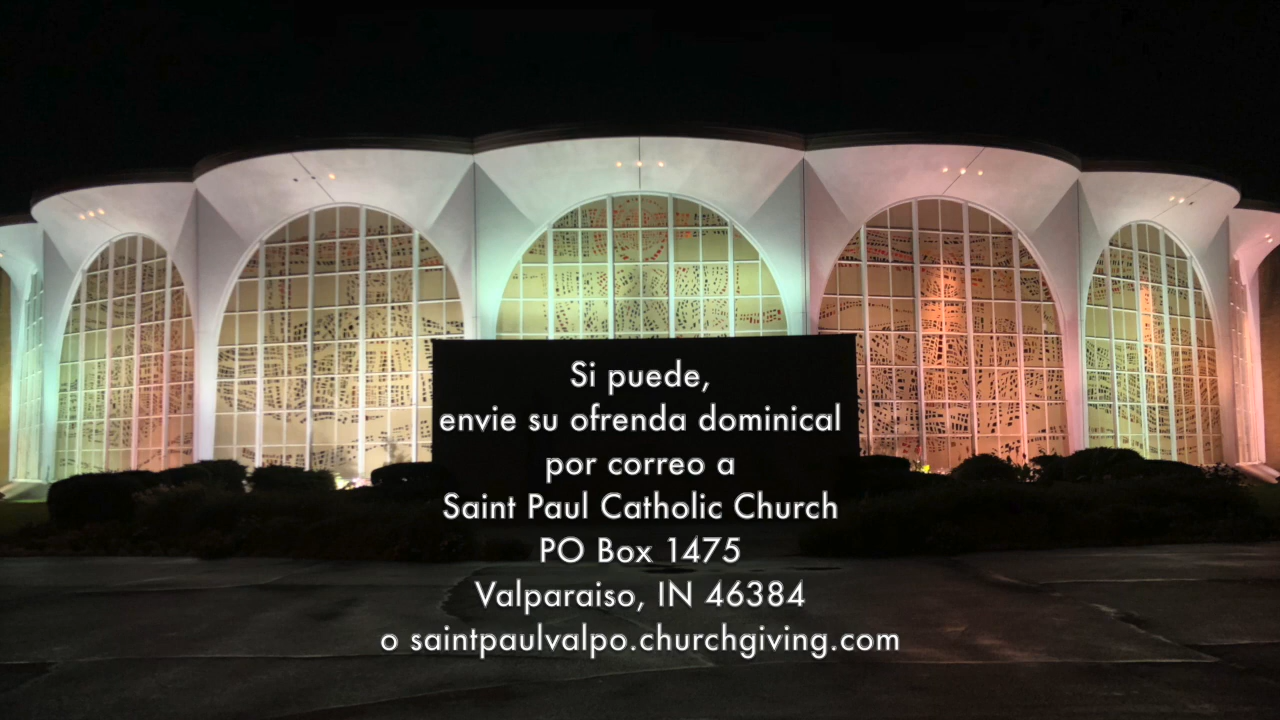 Si puede,
envie su ofrenda dominical
por correo a
Saint Paul Catholic Church
PO Box 1475
Valparaiso, IN 46384
o saintpaulvalpo.churchgiving.com